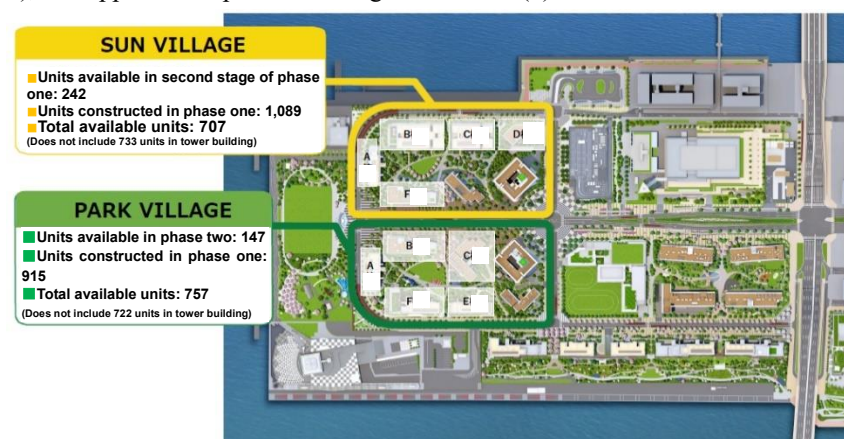 SUN VILLAGE
Units available in second stage of phase
one: 242
Units constructed in phase one: 1,089
Total available units: 707
(Does not include 733 units in tower building)
PARK VILLAGE
Units available in phase two: 147
Units constructed in phase one:
915
Total available units: 757
(Does not include 722 units in tower building)
B C D
A
F
B
C
A
F E